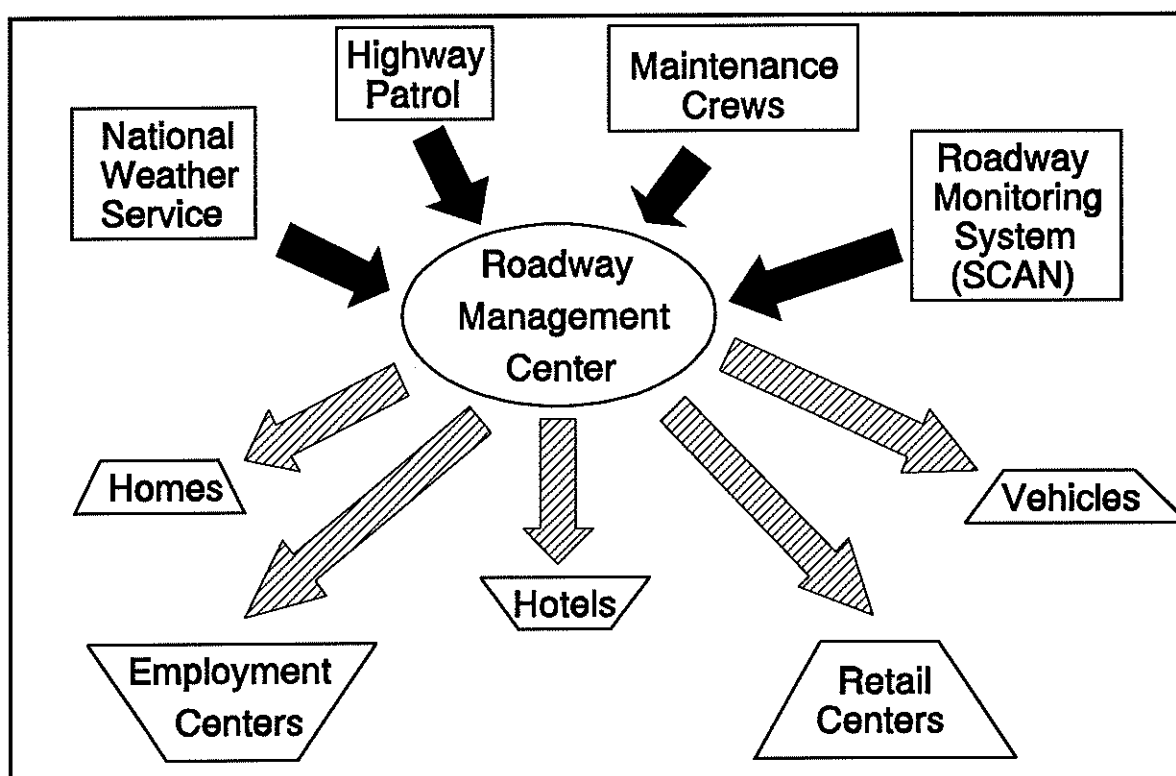 Highway
Patrol
Maintenance
Crews
National
Weather
Service
Roadway
Monitoring
System
(SCAN)
Roadway
Management
Center
Homes
Vehicles
Hotels
Employment
Centers
Retail
Centers